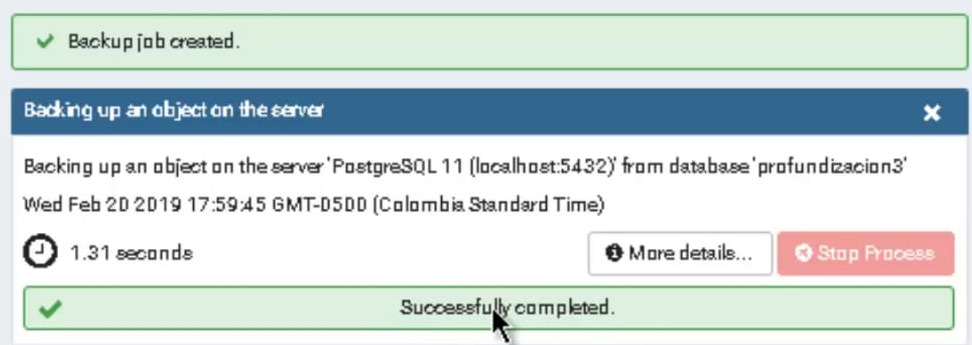 Backup job created.
Backing up an object on the server
Backing up an object on the server 'PostgreSQL 11 (localhost:5432)' from database 'profundizacion3'
Wed Feb 20 2019 17:59:45 GMT-0500 (Colombia Standard Time)
1.31 seconds
More details...
Stop Process
Successfully completed.